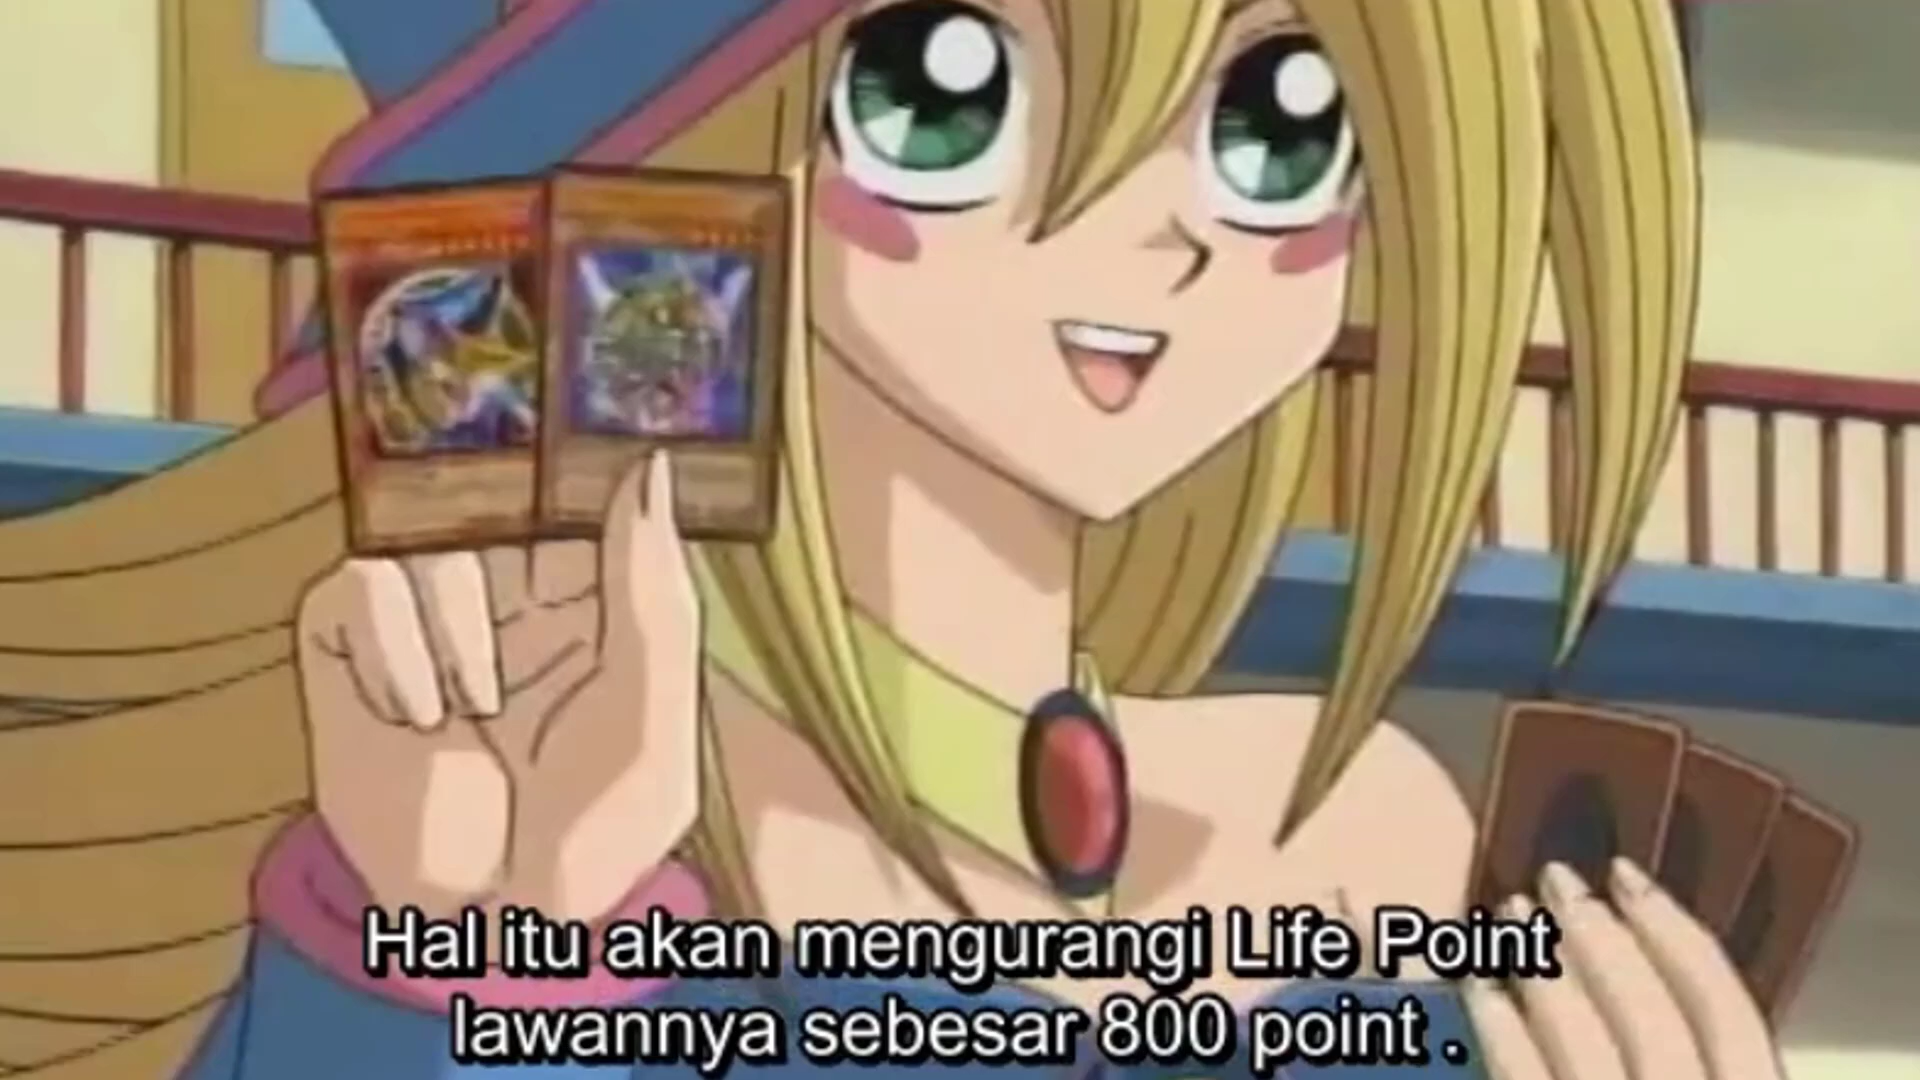 Hal itu akan mengurangi Life Point
lawannya sebesar 800 point .